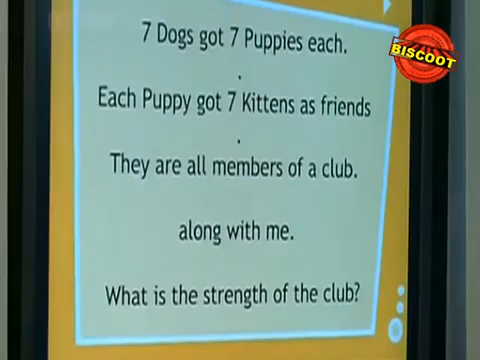 7 Dogs got 7 Puppies each.
.
Each Puppy got 7 Kittens as friends
.
They are all members of a club.
along with me.
What is the strength of the club?
BISCOOT